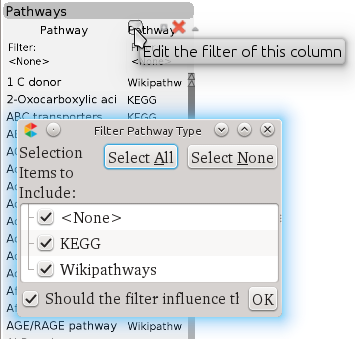 Pathways
Pathway Pathway
Edit the filter of this column
Filter:
<None> <None>
1 C donor Wikipathw
2-Oxocarboxylic aci KEGG
ABC transporters KEGG
Filter Pathway Type
Selection
Items to
Include:
Select All Select None
<None>
KEGG
Wikipathways
Should the filter influence tl
OK
AGE/RAGE pathway Wikipathw